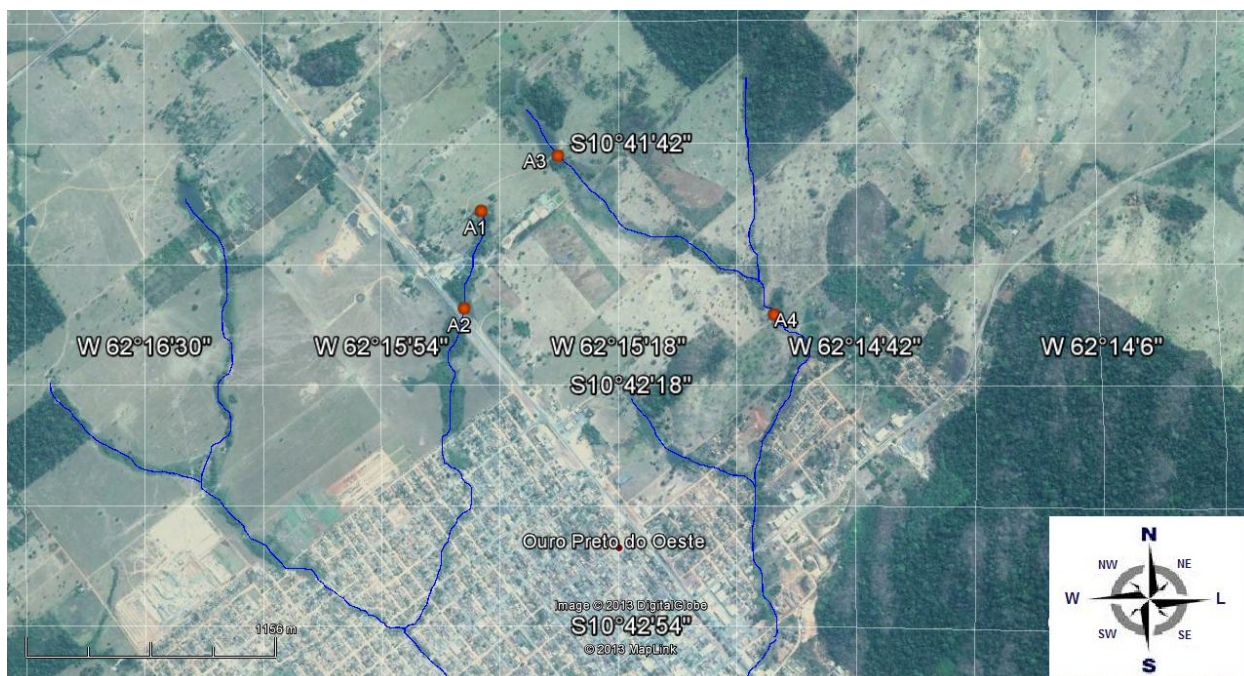 S10°41'42"
A3
A1
A2
A4
W 62°16'30"
W 62°15'54"
W 62°15'18"
W 62°14'42"
W 62°14'6"
S10°42'18"
Ouro Preto do Oeste
Image © 2013 DigitalGlobe
S10°42'54"
© 2013 MapLink
1156 m
N
NW
NE
W
L
SW
SE
S